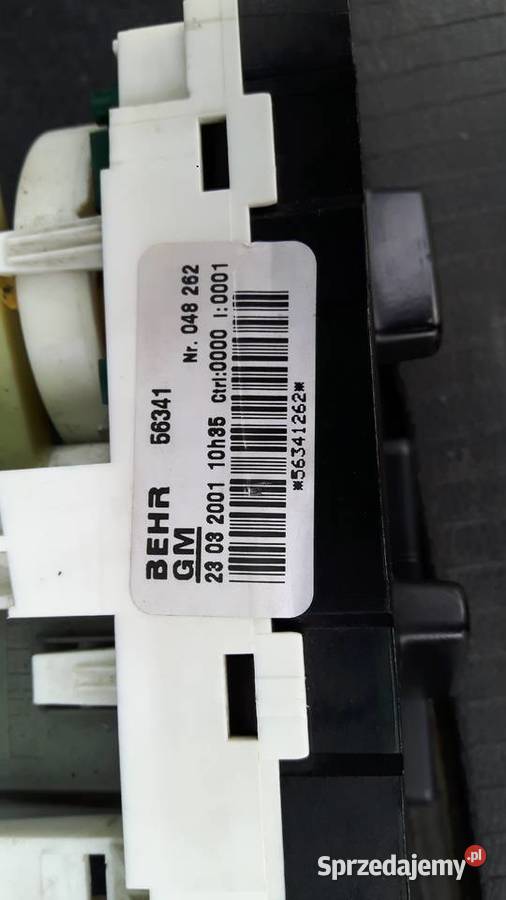 BEHR 56341 Nr. 048 262
GM
23 03 2001 10h35 Ctrl:0000 I:0001
*56341262*
Sprzedajemy.pl